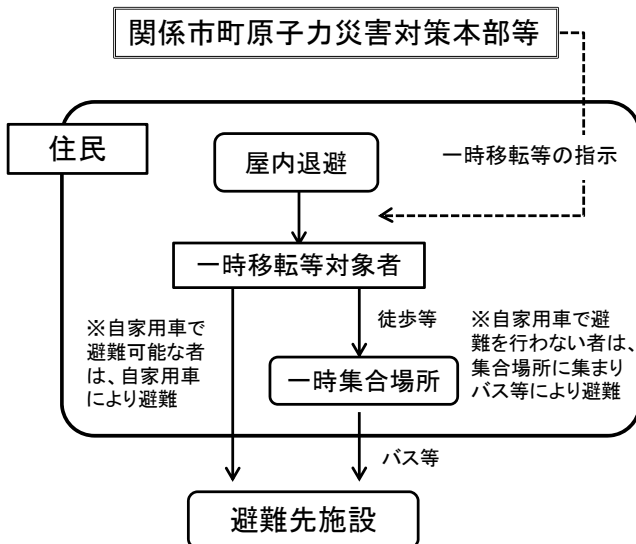 関係市町原子力災害対策本部等
住民
屋内退避
一時移転等の指示
一時移転等対象者
※自家用車で
避難可能な者
は、自家用車
により避難
徒歩等
※自家用車で避
難を行わない者は、
集合場所に集まり
バス等により避難
一時集合場所
バス等
避難先施設